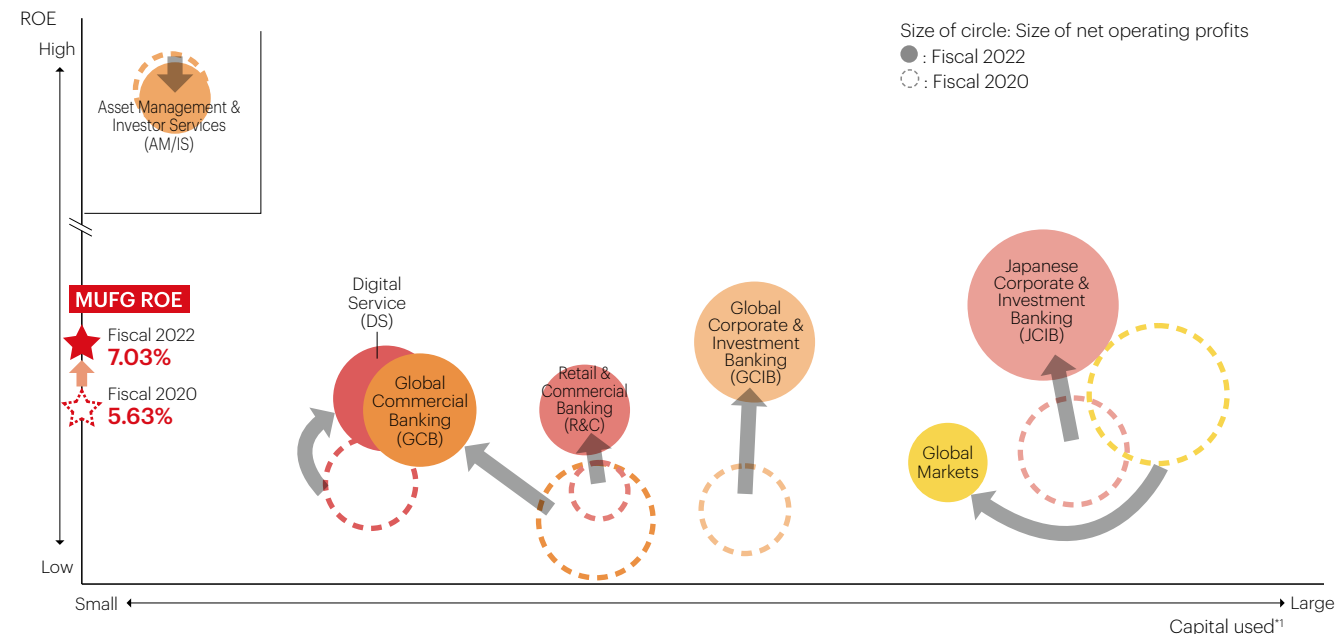 ROE
High
Size of circle: Size of net operating profits
: Fiscal 2022
: Fiscal 2020
Asset Management &
Investor Services
(AM/IS)
MUFG ROE
Fiscal 2022
7.03%
Fiscal 2020
5.63%
Digital
Service
(DS)
Global
Commercial
Banking
(GCB)
Retail &
Commercial
Banking
(R&C)
Global
Corporate &
Investment
Banking
(GCIB)
Japanese
Corporate &
Investment
Banking
(JCIB)
Global
Markets
Low
Small
Large
Capital used*1